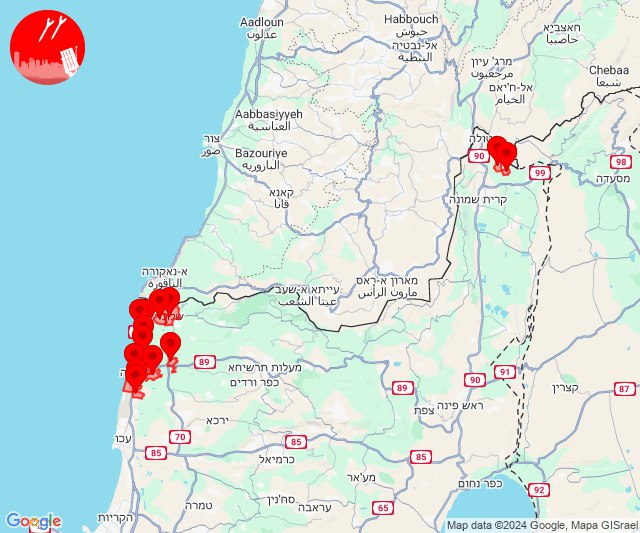 Aadloun
עדלון
Habbouch
حبوش
אל-נבטיה
النبطية
חאצביא
حاصبيا
מרג' עיון
مرجعيون
אל-ח'יאם
الخيام
Chebaa
שבעא
شبعا
Aabbasiyyeh
العباسية
צור
صور
טולה
Bazouriye
البازورية
90
98
99
מסעדה
קאנא
قانا
קרית שמונה
א-נאקורה
الناقورة
עייתא א-שעב
عيتا الشعب
מארון א-ראס
مارون الراس
89
מעלות תרשיחא
כפר ורדים
91
90
87
קצרין
89
ראש פינה
צפת
ירכא
70
עכו
85
85
כרמיאל
85
מע'אר
כפר נחום
92
סח'נין
טמרה
עראבה
65
הקריות
Google
Map data ©2024 Google, Mapa GISrael